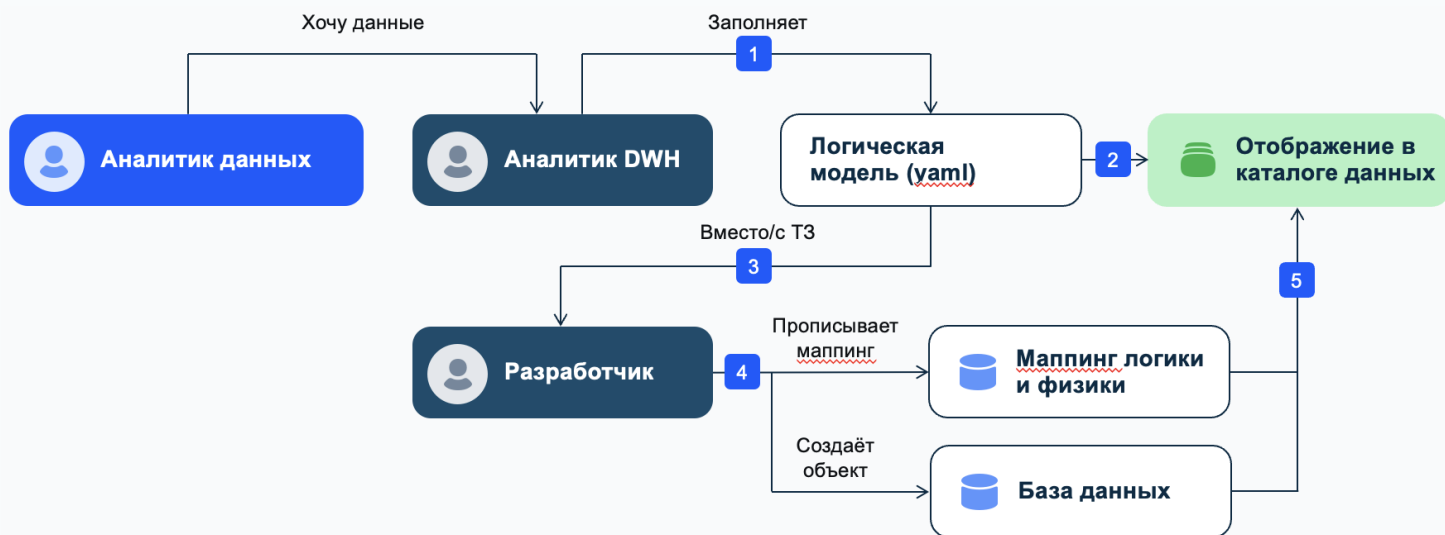 Хочу данные
Заполняет
1
Аналитик данных
Аналитик DWH
Логическая
модель (yaml)
2
Отображение в
каталоге данных
Вместо/с ТЗ
3
5
Разработчик
4
Прописывает
маппинг
Маппинг логики
и физики
Создаёт
объект
База данных